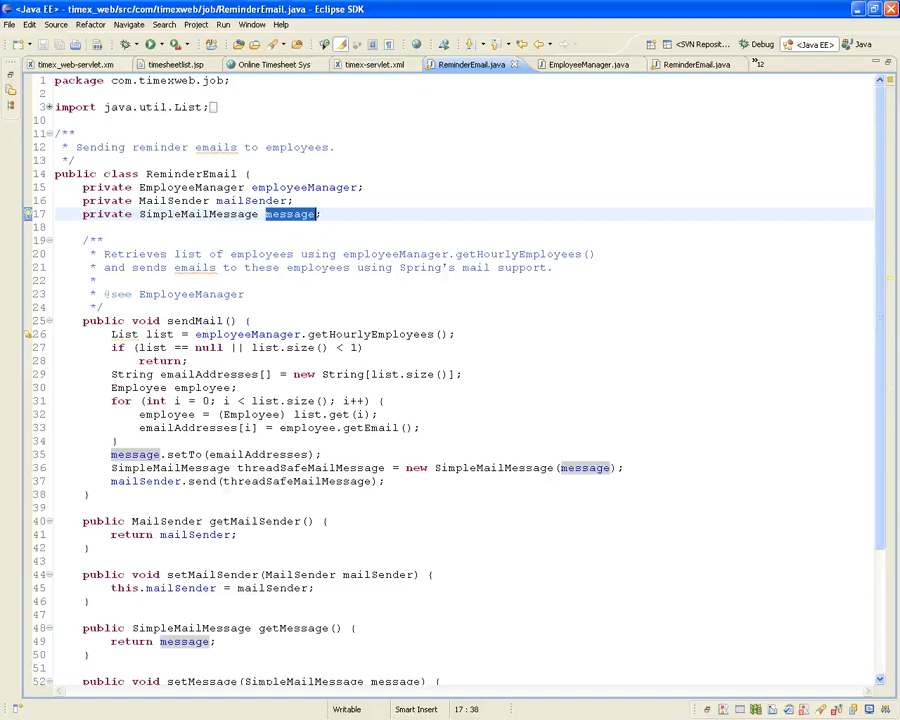 <Java EE> - timex_web/src/com/timexweb/job/ReminderEmail.java - Eclipse SDK
File Edit Source Refactor Navigate Search Project Run Window Help
<SVN Reposit... Debug <Java EE> Java
timex_web-servlet.xm timesheetlist.jsp Online Timesheet Sys timex-servlet.xml ReminderEmail.java EmployeeManager.java ReminderEmail.java »12
1 package com.timexweb.job;
2
3 import java.util.List;
10
11 /**
12 * Sending reminder emails to employees.
13 */
14 public class ReminderEmail {
15 private EmployeeManager employeeManager;
16 private MailSender mailSender;
17 private SimpleMailMessage message;
18
19 /**
20 * Retrieves list of employees using employeeManager.getHourlyEmployees()
21 * and sends emails to these employees using Spring's mail support.
22 *
23 * @see EmployeeManager
24 */
25 public void sendMail() {
26 List list = employeeManager.getHourlyEmployees();
27 if (list == null || list.size() < 1)
28 return;
29 String emailAddresses[] = new String[list.size()];
30 Employee employee;
31 for (int i = 0; i < list.size(); i++) {
32 employee = (Employee) list.get(i);
33 emailAddresses[i] = employee.getEmail();
34 }
35 message.setTo(emailAddresses);
36 SimpleMailMessage threadSafeMailMessage = new SimpleMailMessage(message);
37 mailSender.send(threadSafeMailMessage);
38 }
39
40 public MailSender getMailSender() {
41 return mailSender;
42 }
43
44 public void setMailSender(MailSender mailSender) {
45 this.mailSender = mailSender;
46 }
47
48 public SimpleMailMessage getMessage() {
49 return message;
50 }
51
52 public void setMessage(SimpleMailMessage message) {
Writable Smart Insert 17 : 38